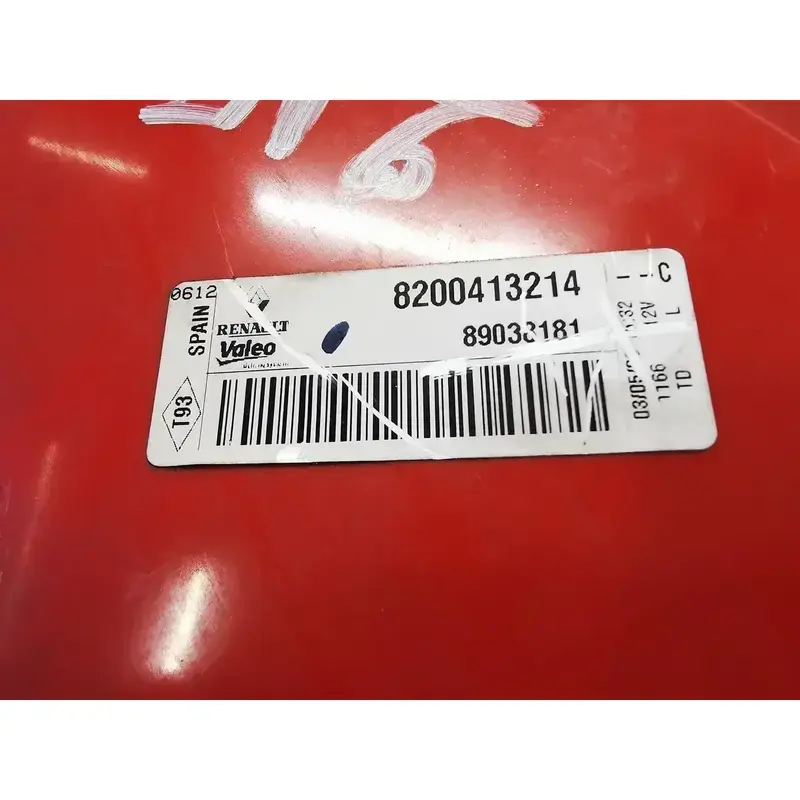 0612
SPAIN
T93
RENAULT
Valeo
8200413214
89038181
--C
12V
L
1166
TD